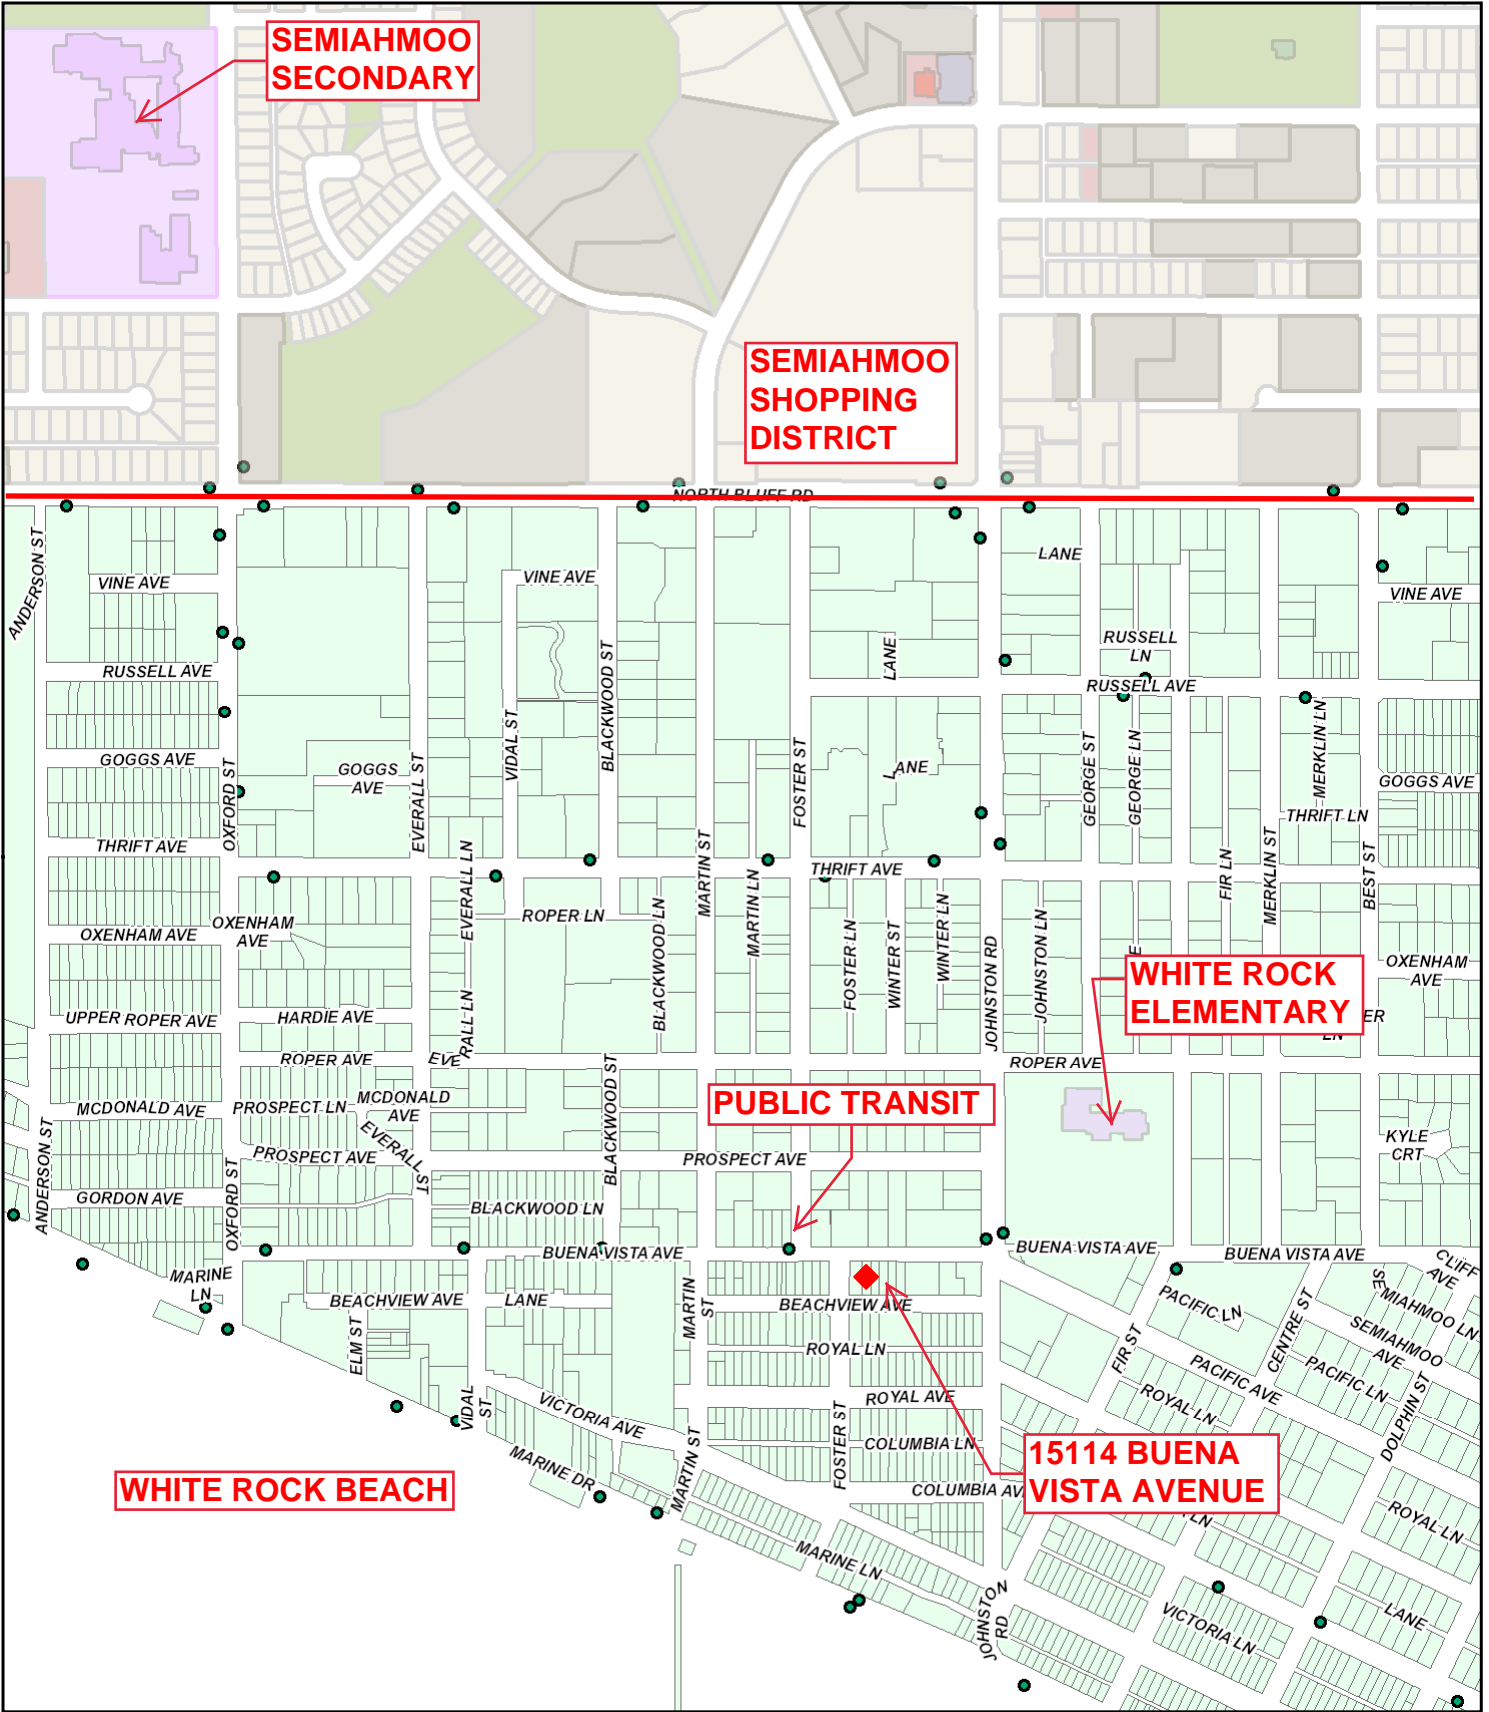 SEMIAHMOO
SECONDARY
SEMIAHMOO
SHOPPING
DISTRICT
NORTH BLUFF RD
ANDERSON ST
VINE AVE
VINE AVE
LANE
VINE AVE
RUSSELL AVE
BLACKWOOD ST
LANE
RUSSELL
LN
RUSSELL AVE
GOGGS AVE
OXFORD ST
GOGGS
AVE
EVERALL ST
VIDAL ST
FOSTER ST
LANE
GEORGE ST
GEORGE LN
MERKLIN LN
GOGGS AVE
THRIFT AVE
THRIFT LN
THRIFT AVE
EVERALL LN
MARTIN ST
MARTIN LN
FIR LN
MERKLIN ST
BEST ST
OXENHAM AVE
OXENHAM
AVE
ROPER LN
BLACKWOOD LN
FOSTER LN
WINTER ST
WINTER LN
JOHNSTON RD
JOHNSTON LN
E
WHITE ROCK
ELEMENTARY
OXENHAM
AVE
ER
LN
UPPER ROPER AVE
HARDIE AVE
RALL LN
EVE
ROPER AVE
ROPER AVE
MCDONALD AVE
PROSPECT LN
MCDONALD
AVE
BLACKWOOD ST
PUBLIC TRANSIT
ANDERSON ST
PROSPECT AVE
EVERALL
ST
PROSPECT AVE
KYLE
CRT
GORDON AVE
OXFORD ST
BLACKWOOD LN
BUENA VISTA AVE
BUENA VISTA AVE
BUENA VISTA AVE
CLIFF
AVE
MARINE
LN
BEACHVIEW AVE
LANE
MARTIN
ST
BEACHVIEW AVE
PACIFIC LN
SE
MIAHMOO LN
ELM ST
ROYAL LN
FIR ST
CENTRE ST
SEMIAHMOO
AVE
VIDAL
ST
VICTORIA AVE
ROYAL AVE
PACIFIC AVE
PACIFIC LN
ROYAL LN
DOLPHIN ST
MARINE DR
MARTIN ST
FOSTER ST
COLUMBIA LN
WHITE ROCK BEACH
COLUMBIA AV
15114 BUENA
VISTA AVENUE
LN
ROYAL LN
MARINE LN
JOHNSTON
RD
VICTORIA LN
LANE